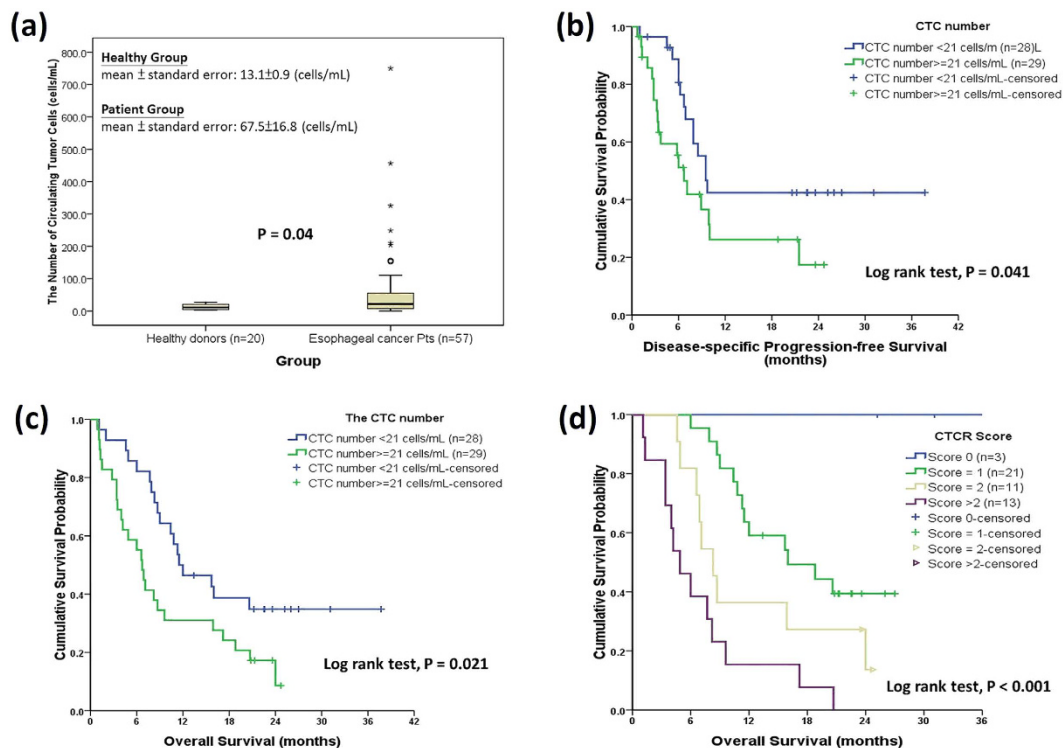 (a)
The Number of Circulating Tumor Cells (cells/mL)
800.0
700.0
600.0
500.0
400.0
300.0
200.0
100.0
0.0
Healthy Group
mean ± standard error: 13.1±0.9 (cells/mL)
Patient Group
mean ± standard error: 67.5±16.8 (cells/mL)
P = 0.04
Healthy donors (n=20)
Esophageal cancer Pts (n=57)
Group
(b)
CTC number
CTC number <21 cells/m (n=28)L
CTC number>=21 cells/mL (n=29)
CTC number <21 cells/mL-censored
CTC number>=21 cells/mL-censored
Cumulative Survival Probability
1.0
0.8
0.6
0.4
0.2
Log rank test, P = 0.041
0 6 12 18 24 30 36 42
Disease-specific Progression-free Survival
(months)
(c)
The CTC number
CTC number <21 cells/mL (n=28)
CTC number>=21 cells/mL (n=29)
CTC number <21 cells/mL-censored
CTC number>=21 cells/mL-censored
Cumulative Survival Probability
1.0
0.8
0.6
0.4
0.2
0.0
Log rank test, P = 0.021
0 6 12 18 24 30 36 42
Overall Survival (months)
(d)
CTCR Score
Score 0 (n=3)
Score = 1 (n=21)
Score = 2 (n=11)
Score >2 (n=13)
Score 0-censored
Score = 1-censored
Score = 2-censored
Score >2-censored
Cumulative Survival Probability
1.0
0.8
0.6
0.4
0.2
0.0
Log rank test, P < 0.001
0 6 12 18 24 30 36
Overall Survival (months)